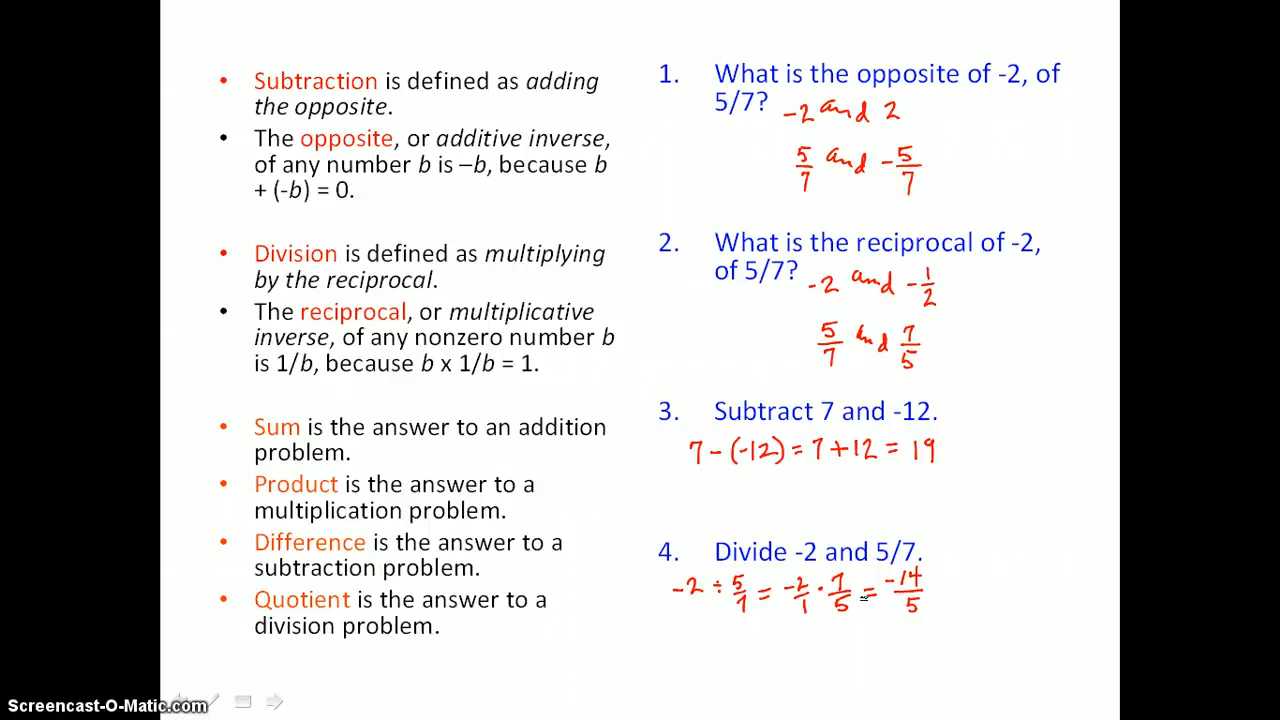 • Subtraction is defined as adding
the opposite.
• The opposite, or additive inverse,
of any number b is –b, because b
+ (-b) = 0.
• Division is defined as multiplying
by the reciprocal.
• The reciprocal, or multiplicative
inverse, of any nonzero number b
is 1/b, because b x 1/b = 1.
• Sum is the answer to an addition
problem.
• Product is the answer to a
multiplication problem.
• Difference is the answer to a
subtraction problem.
• Quotient is the answer to a
division problem.
1. What is the opposite of -2, of
5/7? -2 and 2
5/7 and -5/7
2. What is the reciprocal of -2,
of 5/7? -2 and -1/2
5/7 and 7/5
3. Subtract 7 and -12.
7 - (-12) = 7 + 12 = 19
4. Divide -2 and 5/7.
-2 ÷ 5/7 = -2/1 · 7/5 = -14/5
Screencast-O-Matic.com